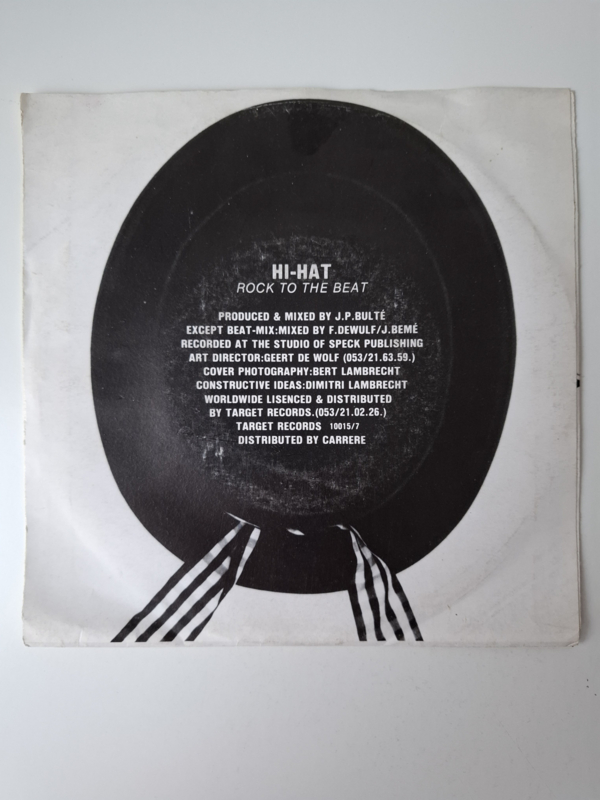 HI-HAT
ROCK TO THE BEAT
PRODUCED & MIXED BY J.P.BULTÉ
EXCEPT BEAT-MIX:MIXED BY F.DEWULF/J.BEMÉ
RECORDED AT THE STUDIO OF SPECK PUBLISHING
ART DIRECTOR:GEERT DE WOLF (053/21.63.59.)
COVER PHOTOGRAPHY:BERT LAMBRECHT
CONSTRUCTIVE IDEAS:DIMITRI LAMBRECHT
WORLDWIDE LISENCED & DISTRIBUTED
BY TARGET RECORDS.(053/21.02.26.)
TARGET RECORDS 10015/7
DISTRIBUTED BY CARRERE